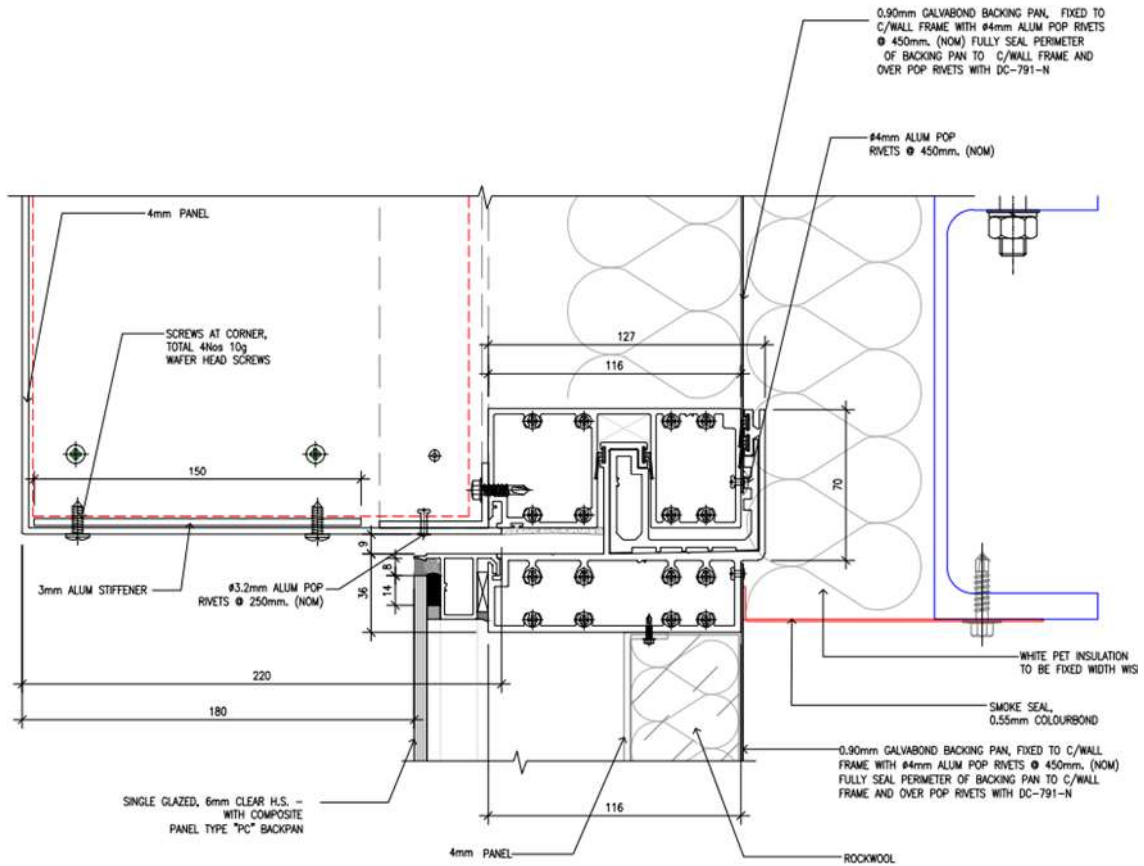 0.90mm GALVABOND BACKING PAN, FIXED TO
C/WALL FRAME WITH ø4mm ALUM POP RIVETS
@ 450mm. (NOM) FULLY SEAL PERIMETER
OF BACKING PAN TO C/WALL FRAME AND
OVER POP RIVETS WITH DC-791-N
ø4mm ALUM POP
RIVETS @ 450mm. (NOM)
4mm PANEL
SCREWS AT CORNER,
TOTAL 4Nos 10g
WAFER HEAD SCREWS
127
116
150
70
9
8
14
36
3mm ALUM STIFFENER
ø3.2mm ALUM POP
RIVETS @ 250mm. (NOM)
220
180
WHITE PET INSULATION
TO BE FIXED WIDTH WIS
SMOKE SEAL,
0.55mm COLOURBOND
0.90mm GALVABOND BACKING PAN, FIXED TO C/WALL
FRAME WITH ø4mm ALUM POP RIVETS @ 450mm. (NOM)
FULLY SEAL PERIMETER OF BACKING PAN TO C/WALL
FRAME AND OVER POP RIVETS WITH DC-791-N
SINGLE GLAZED, 6mm CLEAR H.S. -
WITH COMPOSITE
PANEL TYPE "PC" BACKPAN
116
4mm PANEL
ROCKWOOL